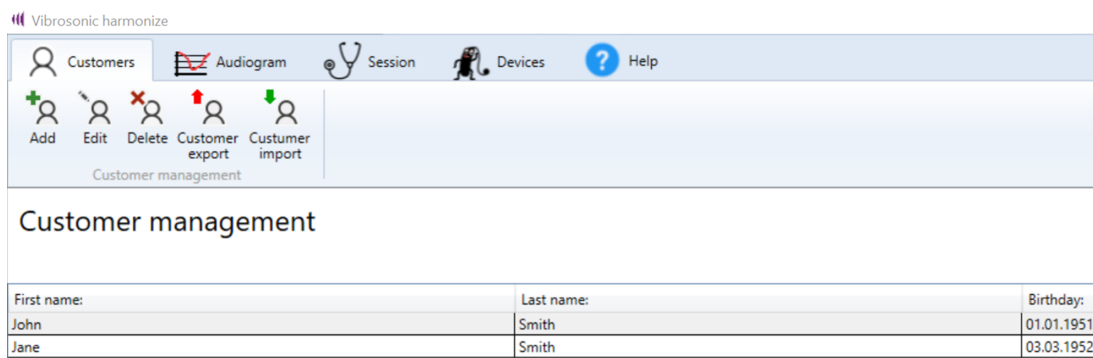 Vibrosonic harmonize
Customers Audiogram Session Devices ? Help
Add Edit Delete Customer export Custumer import
Customer management
Customer management
First name: Last name: Birthday:
John Smith 01.01.1951
Jane Smith 03.03.1952